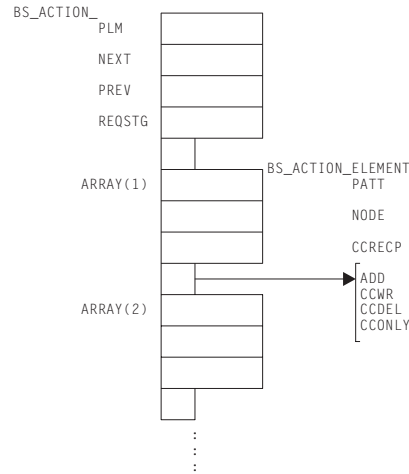 BS_ACTION_
PLM
NEXT
PREV
REQSTG
BS_ACTION_ELEMENT
ARRAY(1)
PATT
NODE
CCRECP
ADD
CCWR
CCDEL
CCONLY
ARRAY(2)